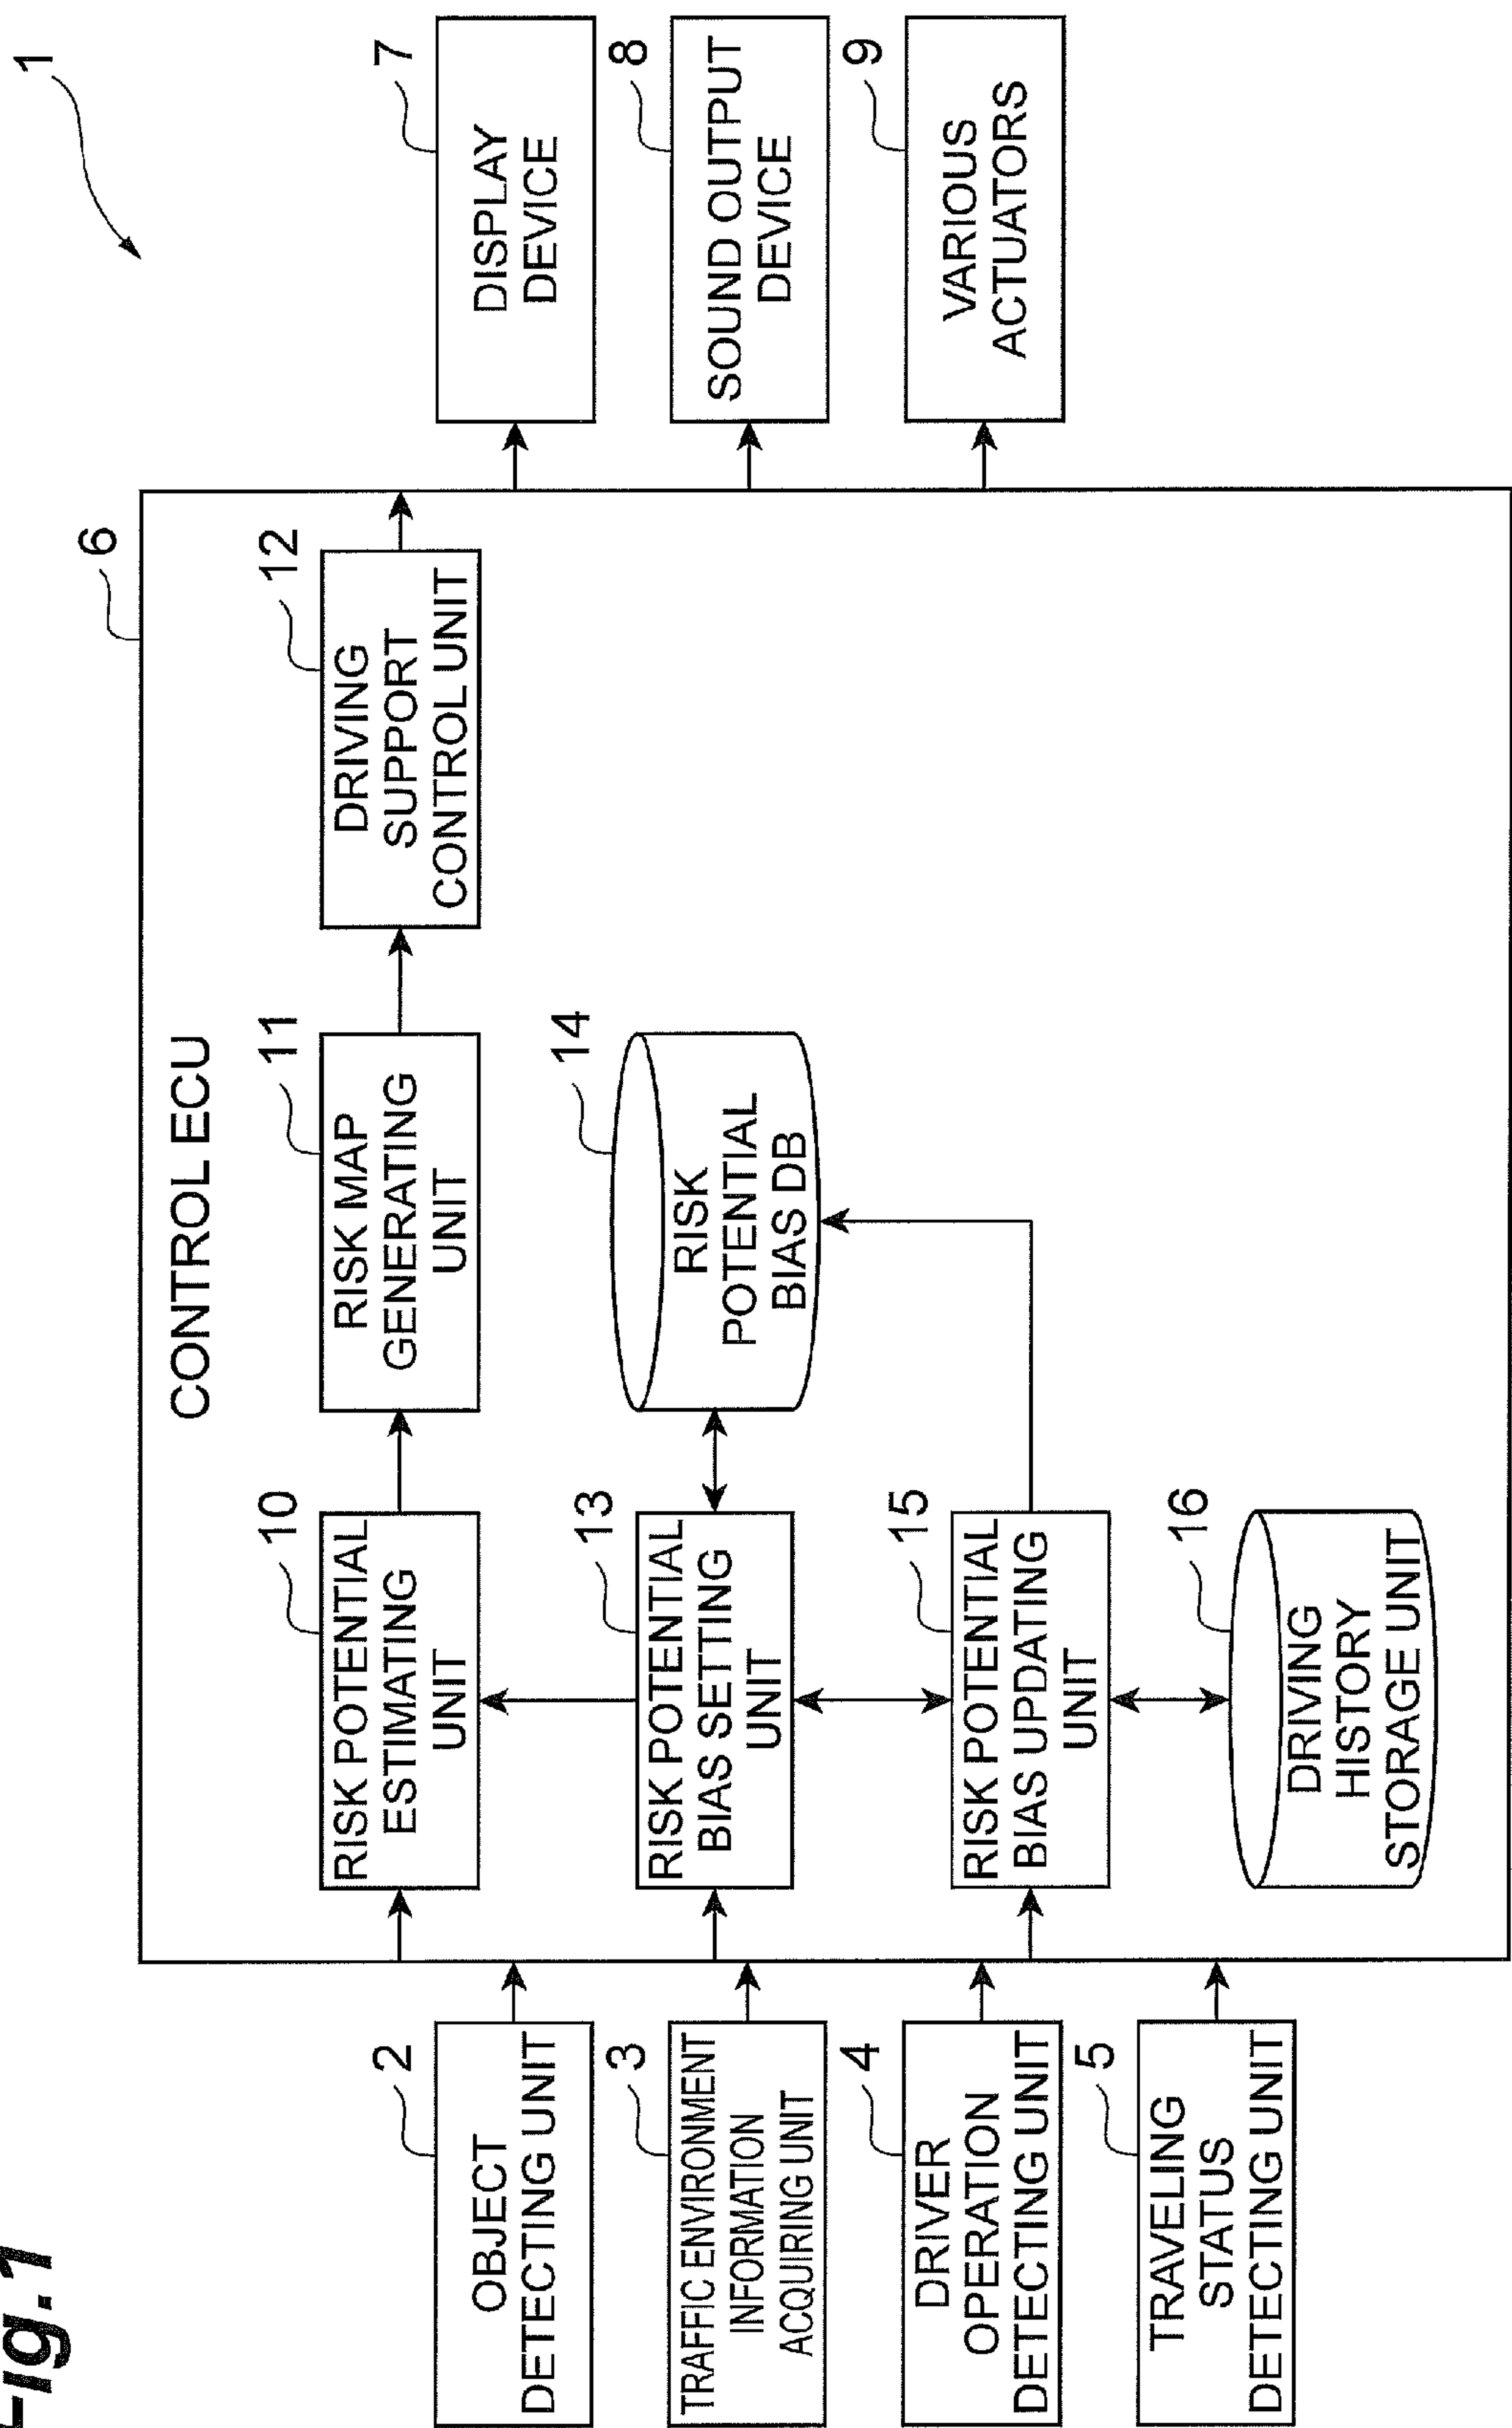 Fig.1
1
OBJECT
DETECTING UNIT
2
TRAFFIC ENVIRONMENT
INFORMATION
ACQUIRING UNIT
3
DRIVER
OPERATION
DETECTING UNIT
4
TRAVELING
STATUS
DETECTING UNIT
5
CONTROL ECU
6
RISK POTENTIAL
ESTIMATING
UNIT
10
RISK MAP
GENERATING
UNIT
11
DRIVING
SUPPORT
CONTROL UNIT
12
RISK POTENTIAL
BIAS SETTING
UNIT
13
RISK
POTENTIAL
BIAS DB
14
RISK POTENTIAL
BIAS UPDATING
UNIT
15
DRIVING
HISTORY
STORAGE UNIT
16
DISPLAY
DEVICE
7
SOUND OUTPUT
DEVICE
8
VARIOUS
ACTUATORS
9